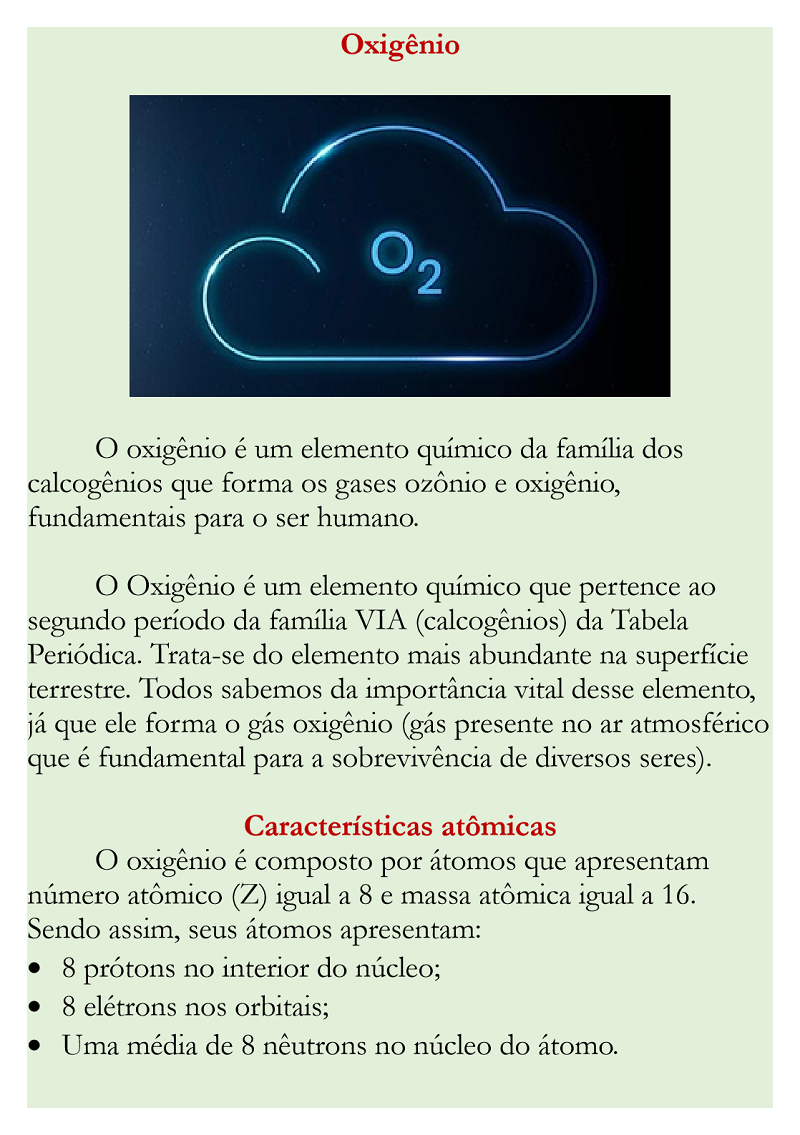 Oxigênio
O₂
O oxigênio é um elemento químico da família dos
calcogênios que forma os gases ozônio e oxigênio,
fundamentais para o ser humano.
O Oxigênio é um elemento químico que pertence ao
segundo período da família VIA (calcogênios) da Tabela
Periódica. Trata-se do elemento mais abundante na superfície
terrestre. Todos sabemos da importância vital desse elemento,
já que ele forma o gás oxigênio (gás presente no ar atmosférico
que é fundamental para a sobrevivência de diversos seres).
Características atômicas
O oxigênio é composto por átomos que apresentam
número atômico (Z) igual a 8 e massa atômica igual a 16.
Sendo assim, seus átomos apresentam:
• 8 prótons no interior do núcleo;
• 8 elétrons nos orbitais;
• Uma média de 8 nêutrons no núcleo do átomo.